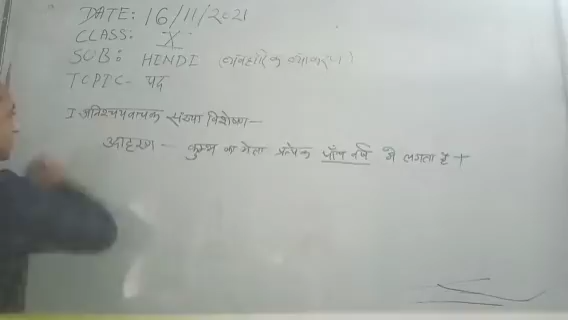 DATE: 16/11/2021
CLASS: X
SUB: HINDI (व्यवहारिक व्याकरण)
TOPIC- पद
I अनिश्चयवाचक संख्या विशेषण—
उदाहरण — कुम्भ का मेला प्रत्येक पाँच वर्ष में लगता है +